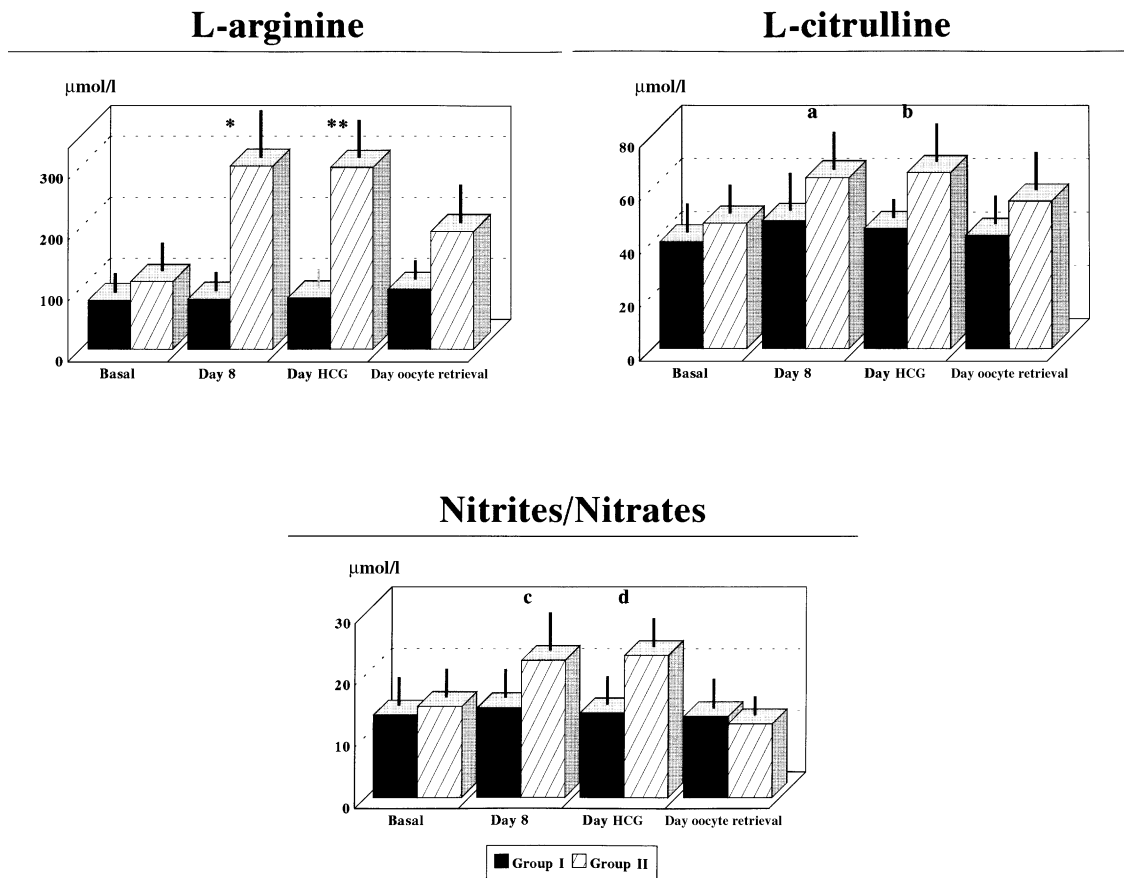 L-arginine
μmol/l
300
200
100
0
* **
Basal Day 8 Day HCG Day oocyte retrieval
L-citrulline
μmol/l
80
60
40
20
0
a b
Basal Day 8 Day HCG Day oocyte retrieval
Nitrites/Nitrates
μmol/l
30
20
10
0
c d
Basal Day 8 Day HCG Day oocyte retrieval
Group I Group II